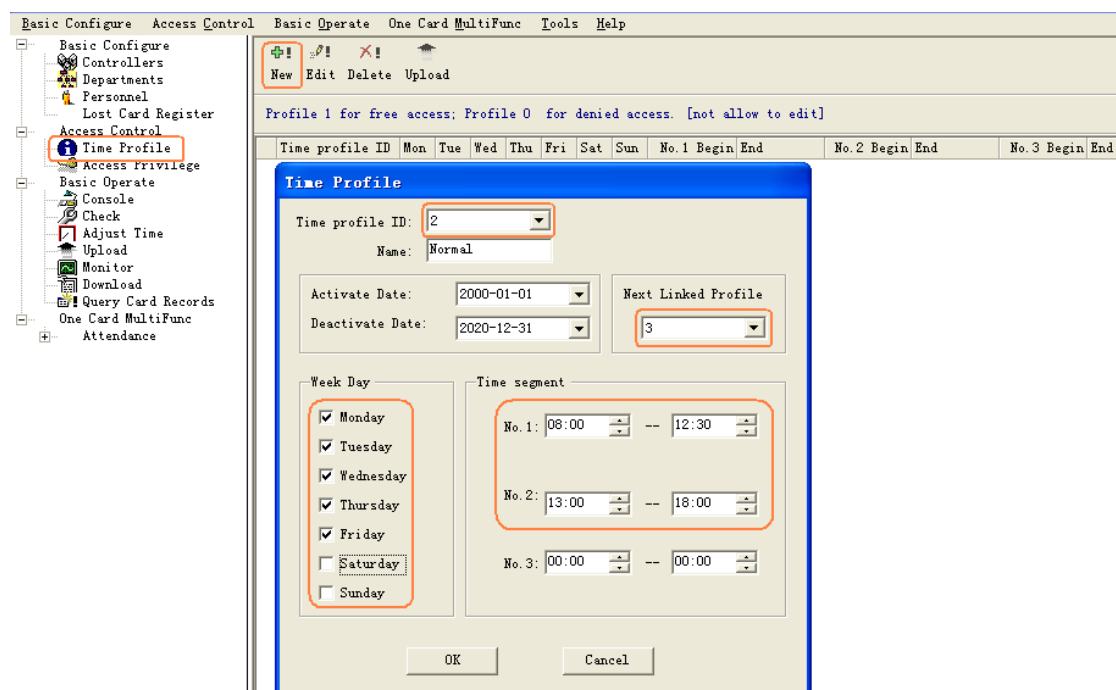 Basic Configure Access Control Basic Operate One Card MultiFunc Tools Help
Basic Configure
Controllers
Departments
Personnel
Lost Card Register
Access Control
Time Profile
Access Privilege
Basic Operate
Console
Check
Adjust Time
Upload
Monitor
Download
Query Card Records
One Card MultiFunc
Attendance
New Edit Delete Upload
Profile 1 for free access; Profile 0 for denied access. [not allow to edit]
Time profile ID Mon Tue Wed Thu Fri Sat Sun No.1 Begin End No.2 Begin End No.3 Begin End
Time Profile
Time profile ID: 2
Name: Normal
Activate Date: 2000-01-01
Deactivate Date: 2020-12-31
Next Linked Profile
3
Week Day
Monday
Tuesday
Wednesday
Thursday
Friday
Saturday
Sunday
Time segment
No.1: 08:00 -- 12:30
No.2: 13:00 -- 18:00
No.3: 00:00 -- 00:00
OK Cancel